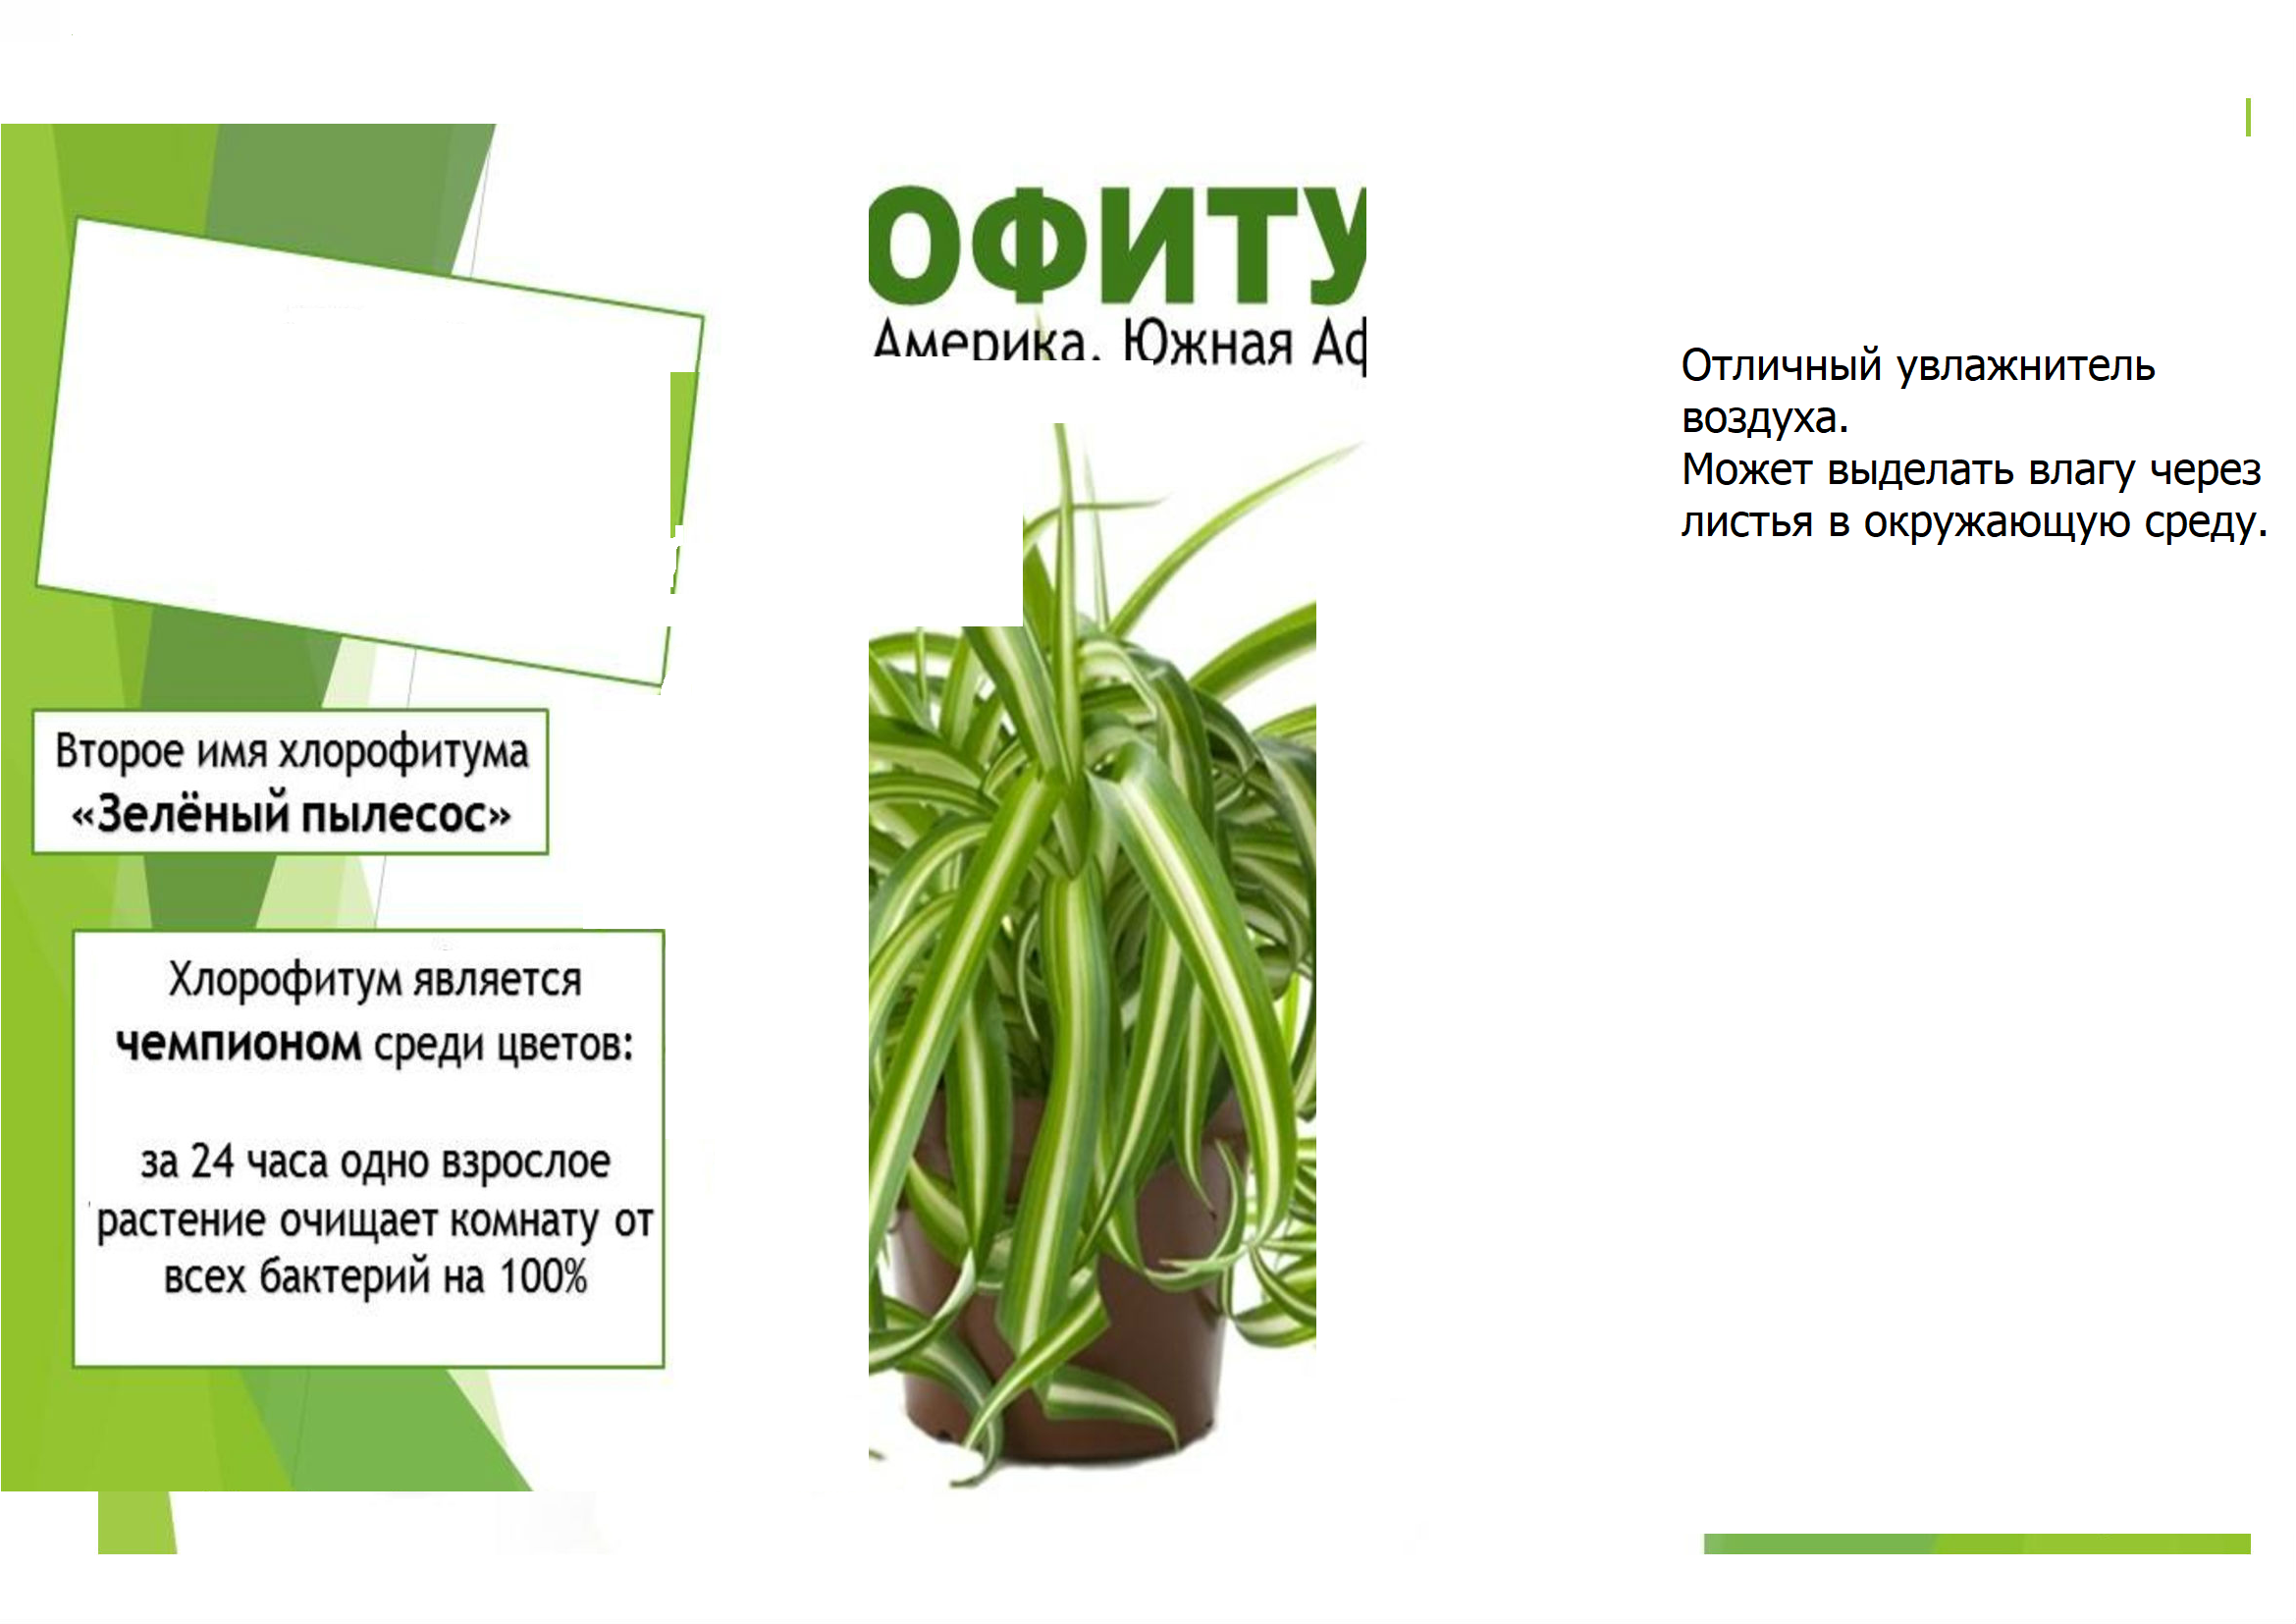 ОФИТУ
Америка. Южная Аф
Второе имя хлорофитума
«Зелёный пылесос»
Хлорофитум является
чемпионом среди цветов:
за 24 часа одно взрослое
растение очищает комнату от
всех бактерий на 100%
Отличный увлажнитель
воздуха.
Может выделать влагу через
листья в окружающую среду.